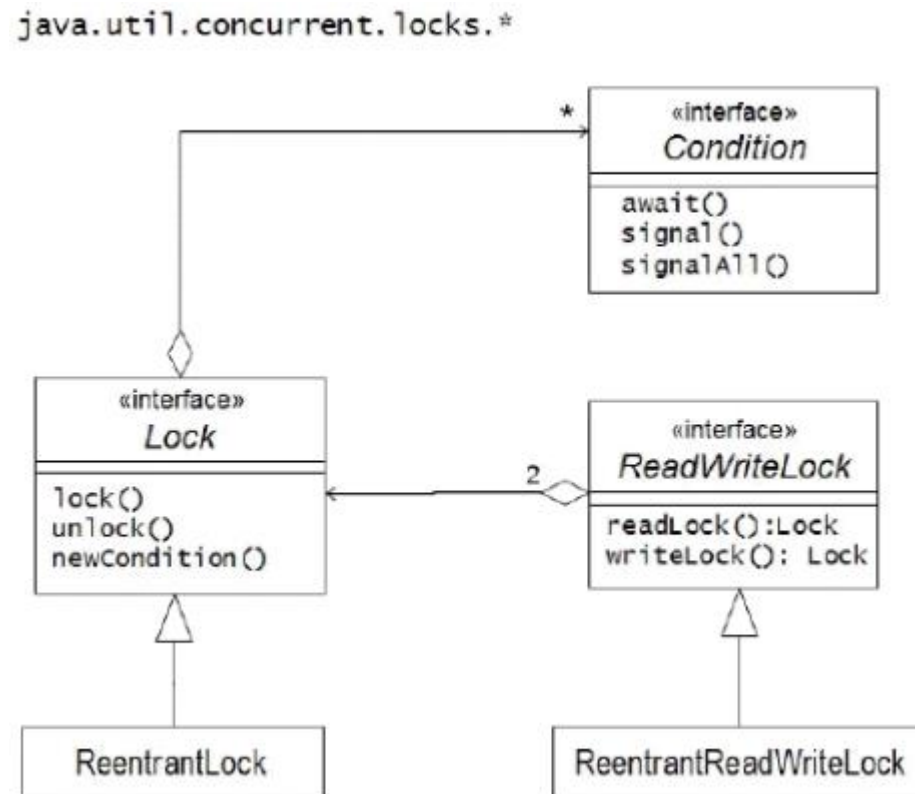 java.util.concurrent.locks.*
*
«interface»
Condition
await()
signal()
signalAll()
«interface»
Lock
lock()
unlock()
newCondition()
2
«interface»
ReadWriteLock
readLock():Lock
writeLock(): Lock
ReentrantLock
ReentrantReadWriteLock